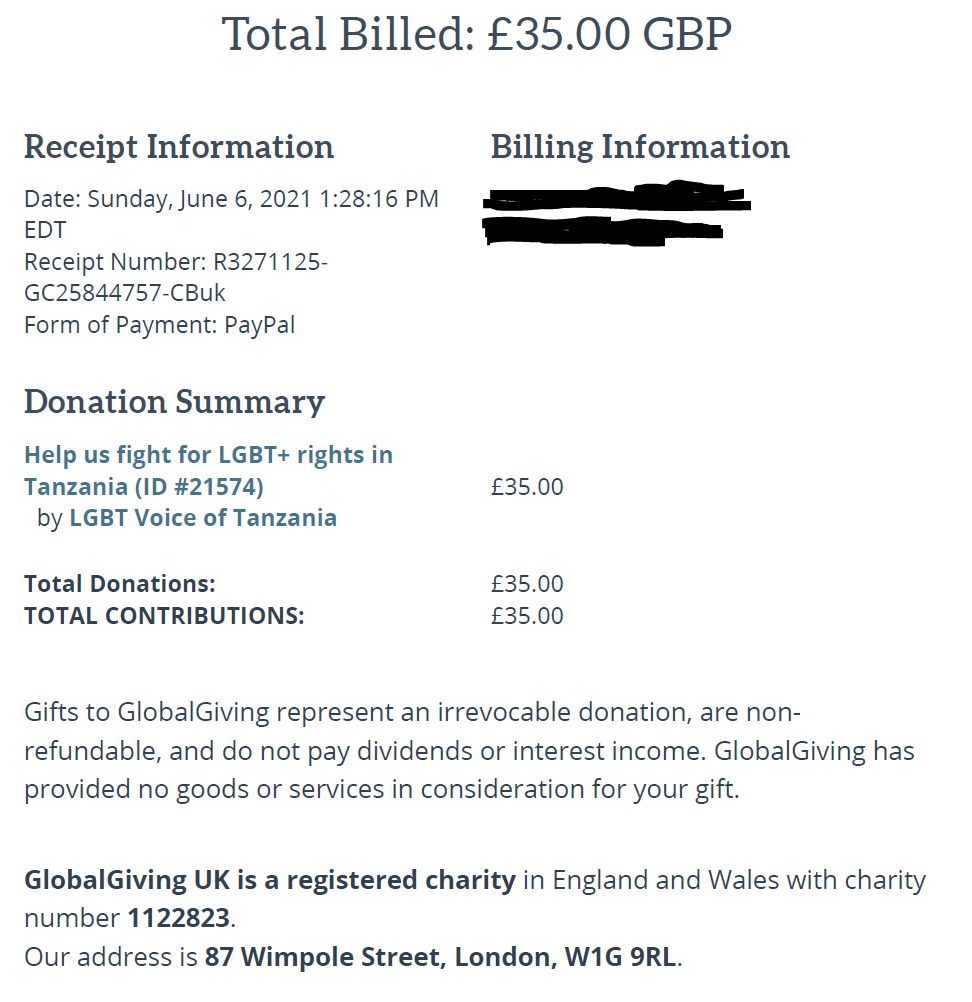 Total Billed: £35.00 GBP
Receipt Information
Date: Sunday, June 6, 2021 1:28:16 PM
EDT
Receipt Number: R3271125-
GC25844757-CBuk
Form of Payment: PayPal
Billing Information
Donation Summary
Help us fight for LGBT+ rights in
Tanzania (ID #21574) £35.00
by LGBT Voice of Tanzania
Total Donations: £35.00
TOTAL CONTRIBUTIONS: £35.00
Gifts to GlobalGiving represent an irrevocable donation, are non-
refundable, and do not pay dividends or interest income. GlobalGiving has
provided no goods or services in consideration for your gift.
GlobalGiving UK is a registered charity in England and Wales with charity
number 1122823.
Our address is 87 Wimpole Street, London, W1G 9RL.